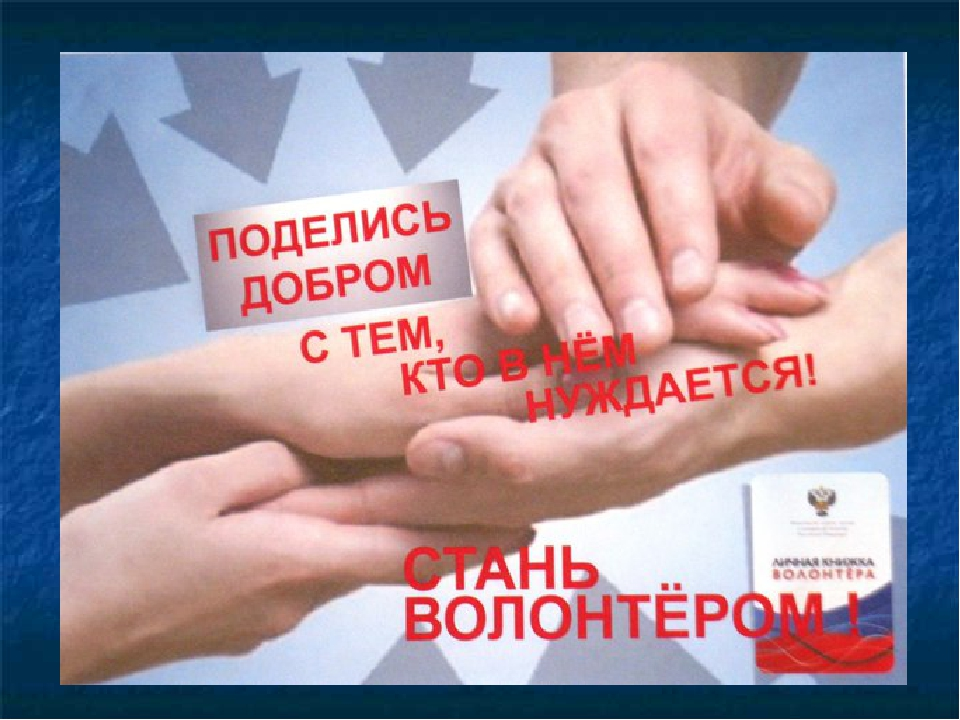 ПОДЕЛИСЬ
ДОБРОМ
С ТЕМ,
КТО В НЁМ
НУЖДАЕТСЯ!
СТАНЬ
ВОЛОНТЁРОМ !
ЛИЧНАЯ КНИЖКА
ВОЛОНТЁРА